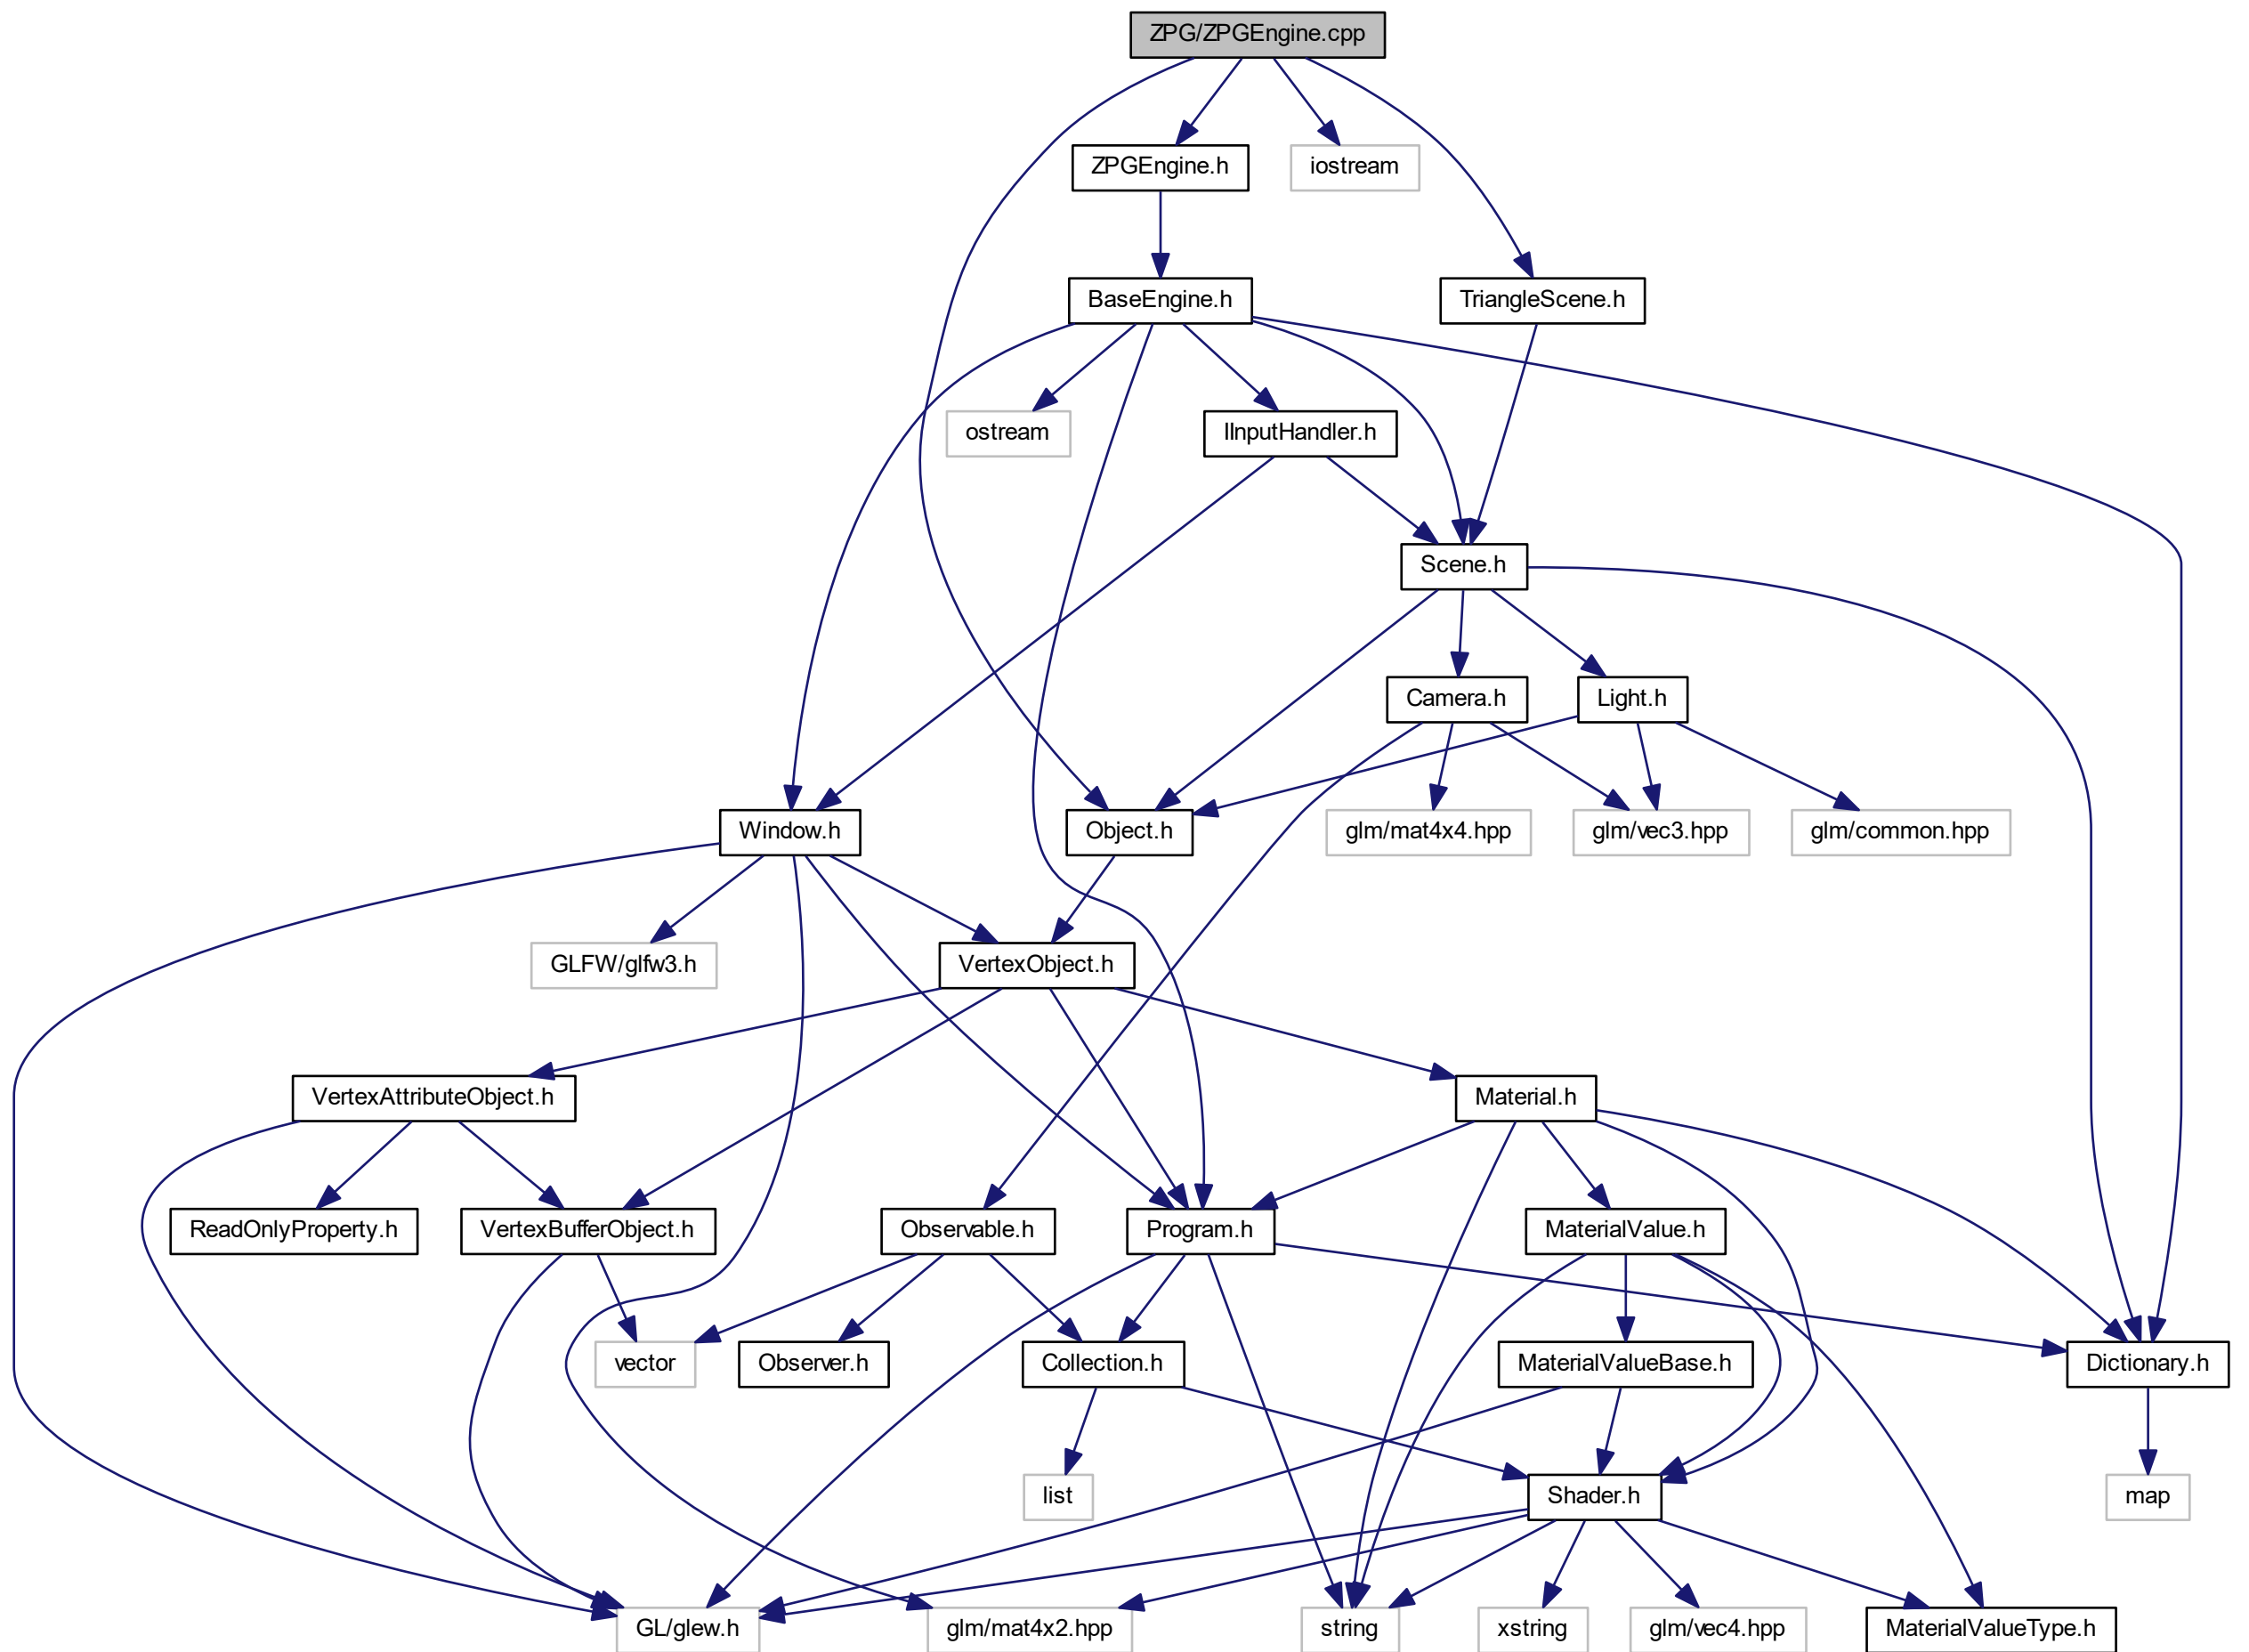 ZPG/ZPGEngine.cpp
ZPGEngine.h
iostream
BaseEngine.h
TriangleScene.h
ostream
IInputHandler.h
Scene.h
Camera.h
Light.h
Window.h
Object.h
glm/mat4x4.hpp
glm/vec3.hpp
glm/common.hpp
GLFW/glfw3.h
VertexObject.h
VertexAttributeObject.h
Material.h
ReadOnlyProperty.h
VertexBufferObject.h
Observable.h
Program.h
MaterialValue.h
vector
Observer.h
Collection.h
MaterialValueBase.h
Dictionary.h
list
Shader.h
map
GL/glew.h
glm/mat4x2.hpp
string
xstring
glm/vec4.hpp
MaterialValueType.h